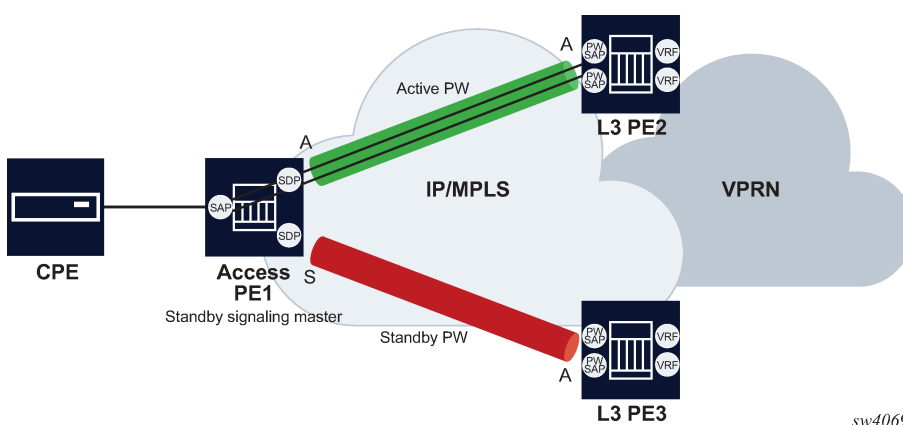 A
PW
SAP
VRF
PW
SAP
VRF
L3 PE2
Active PW
A
SDP
SAP
SDP
IP/MPLS
VPRN
CPE
Access
PE1
S
Standby signaling master
Standby PW
A
PW
SAP
VRF
PW
SAP
VRF
L3 PE3